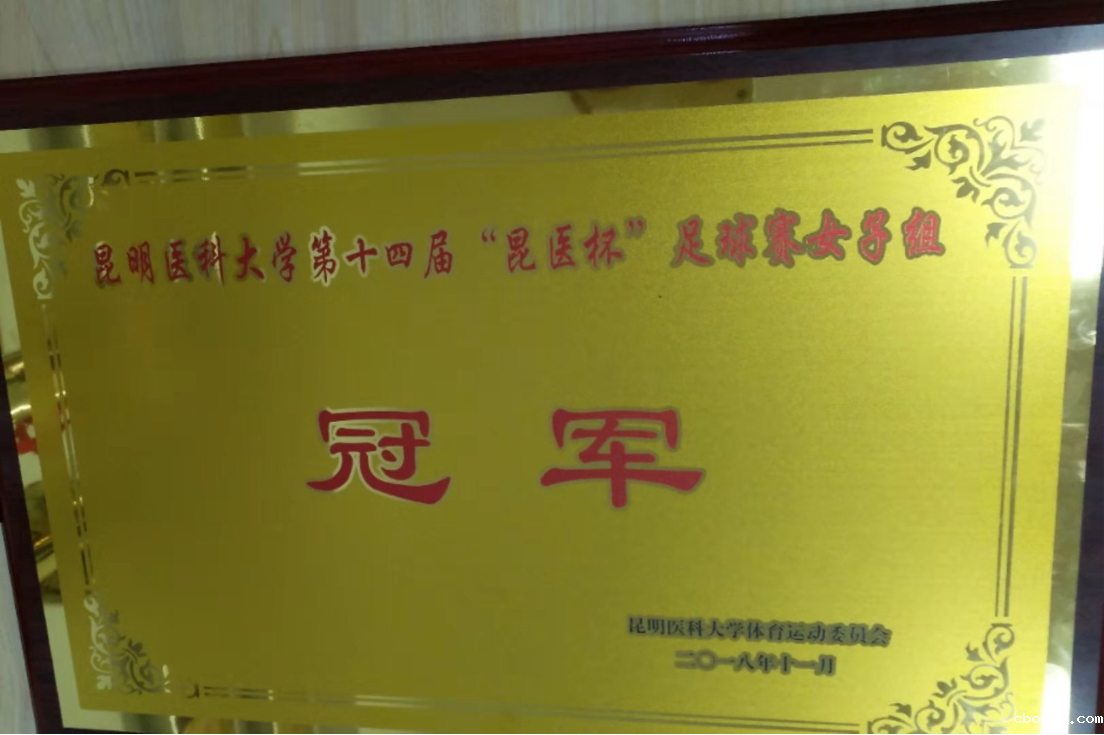 昆明医科大学第十四届“昆医杯”足球赛女子组
冠 军
昆明医科大学体育运动委员会
二〇一八年十一月